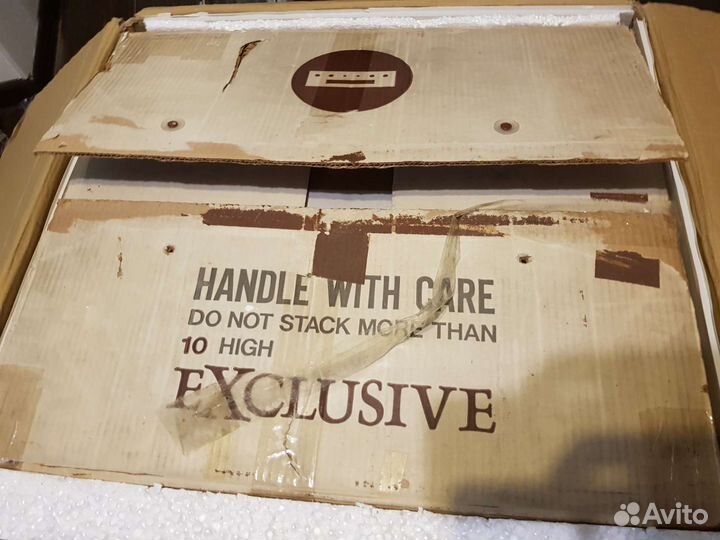 HANDLE WITH CARE
DO NOT STACK MORE THAN
10 HIGH
EXCLUSIVE
Avito